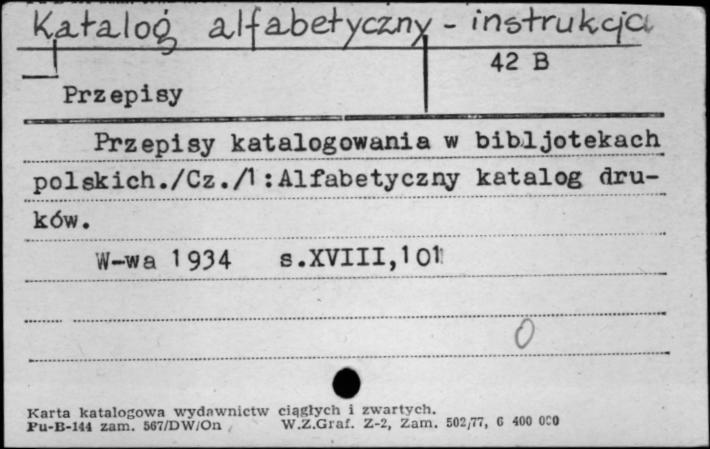 Katalog alfabetyczny - instrukcja
42 B
Przepisy
Przepisy katalogowania w bibljotekach
polskich./Cz./1:Alfabetyczny katalog dru-
ków.
W-wa 1934 s.XVIII,101
0
Karta katalogowa wydawnictw ciągłych i zwartych.
Pu-B-144 zam. 567/DW/On W.Z.Graf. Z-2, Zam. 502/77, 6 400 000